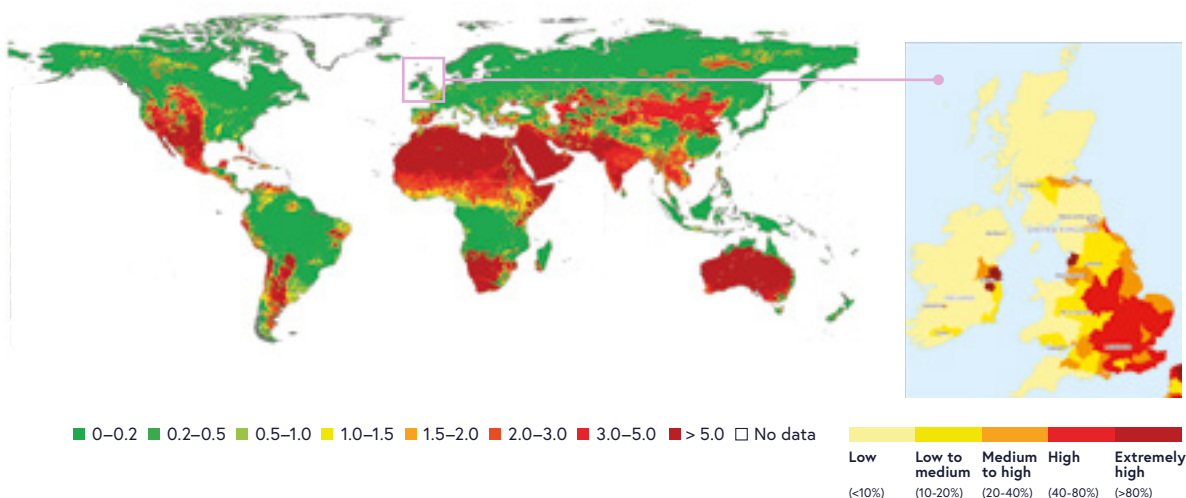 0–0.2 0.2–0.5 0.5–1.0 1.0–1.5 1.5–2.0 2.0–3.0 3.0–5.0 > 5.0 No data
Low Low to medium Medium to high High Extremely high
(<10%) (10-20%) (20-40%) (40-80%) (>80%)